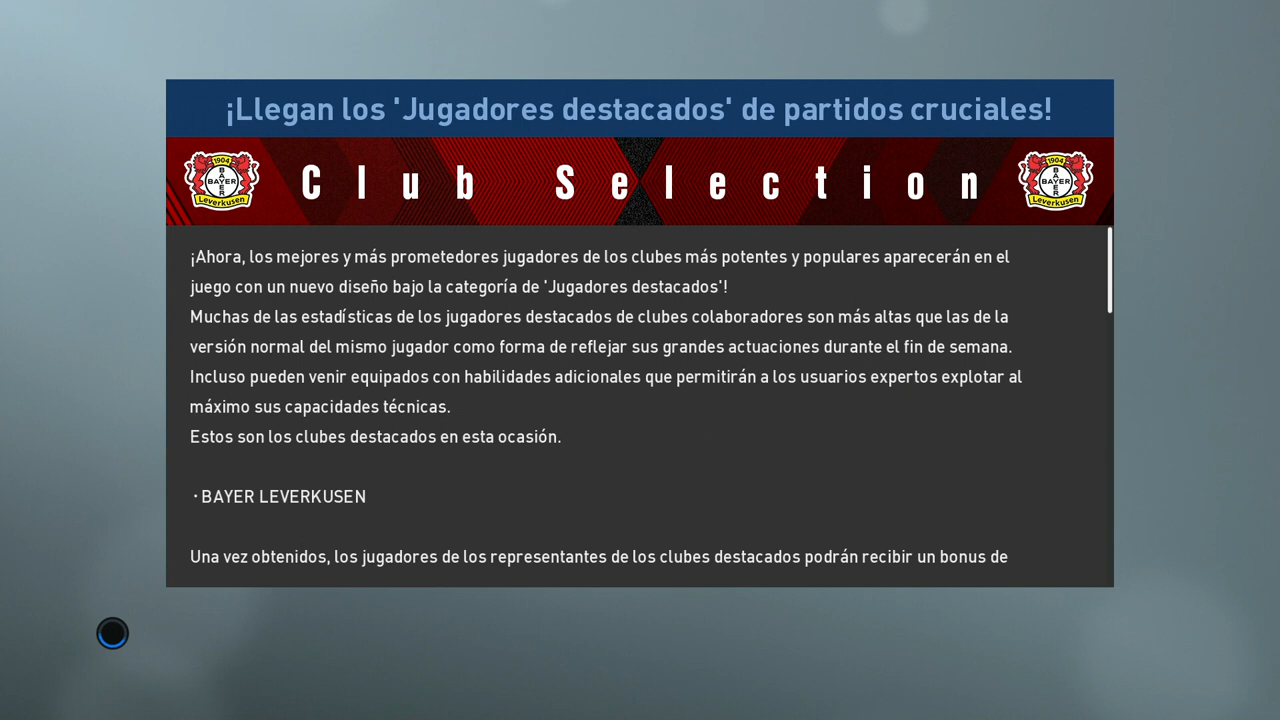 ¡Llegan los 'Jugadores destacados' de partidos cruciales!
1904 BAYER BAYER Leverkusen
Club Selection
1904 BAYER BAYER Leverkusen
¡Ahora, los mejores y más prometedores jugadores de los clubes más potentes y populares aparecerán en el
juego con un nuevo diseño bajo la categoría de 'Jugadores destacados'!
Muchas de las estadísticas de los jugadores destacados de clubes colaboradores son más altas que las de la
versión normal del mismo jugador como forma de reflejar sus grandes actuaciones durante el fin de semana.
Incluso pueden venir equipados con habilidades adicionales que permitirán a los usuarios expertos explotar al
máximo sus capacidades técnicas.
Estos son los clubes destacados en esta ocasión.
・BAYER LEVERKUSEN
Una vez obtenidos, los jugadores de los representantes de los clubes destacados podrán recibir un bonus de